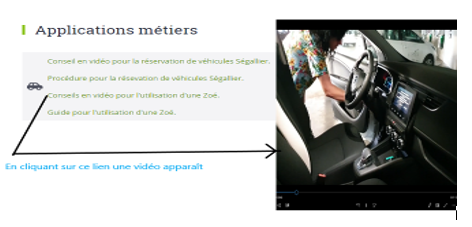 Applications métiers
Conseil en vidéo pour la réservation de véhicules Ségallier.
Procédure pour la résevation de véhicules Ségallier.
Conseils en vidéo pour l'utilisation d'une Zoé.
Guide pour l'utilisation d'une Zoé.
En cliquant sur ce lien une vidéo apparaît